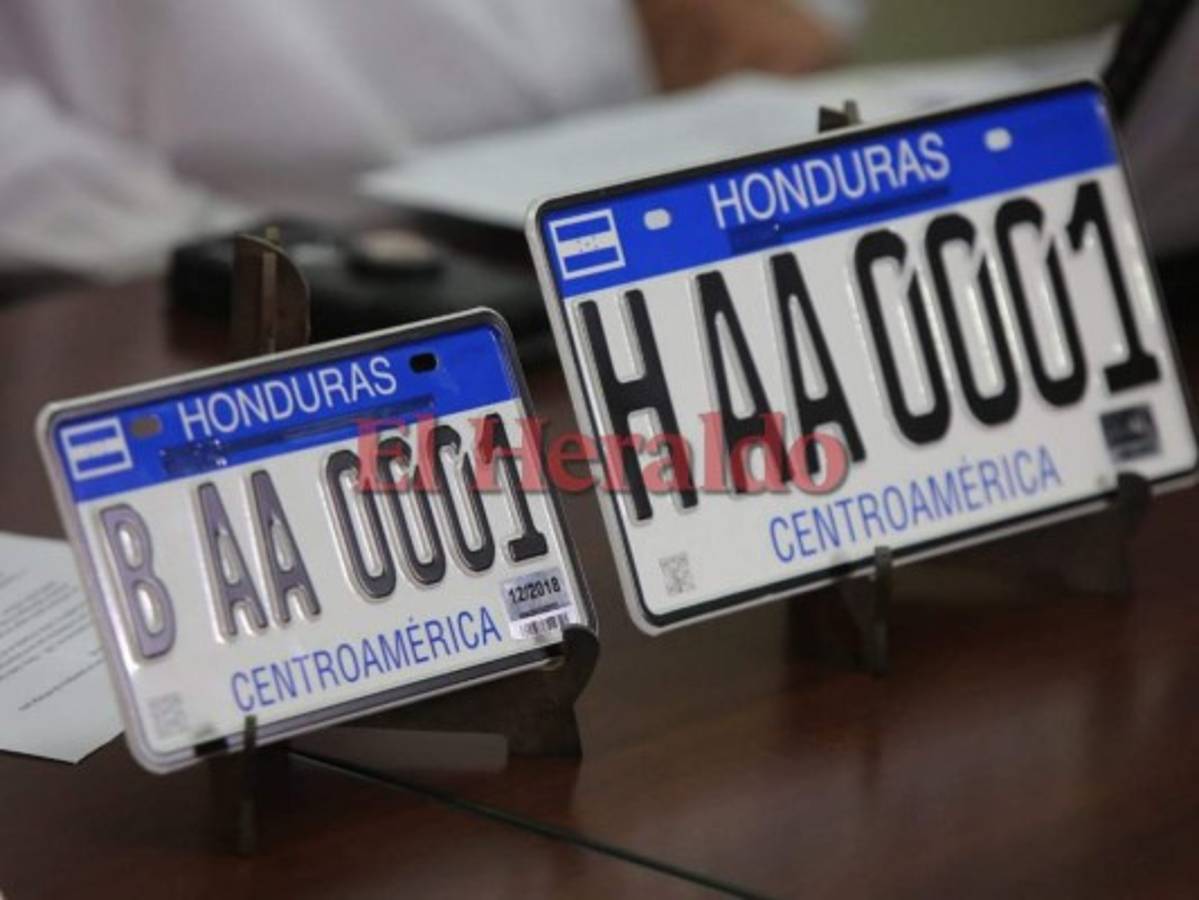 HONDURAS
B AA 0001
12/2018
CENTROAMÉRICA
HONDURAS
H AA 0001
CENTROAMÉRICA
El Heraldo